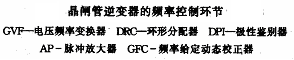 晶闸管逆变器的频率控制环节
GVF—电压频率变换器 DRC—环形分配器 DPI—极性鉴别器
AP-脉冲放大器 GFC-频率给定动态校正器